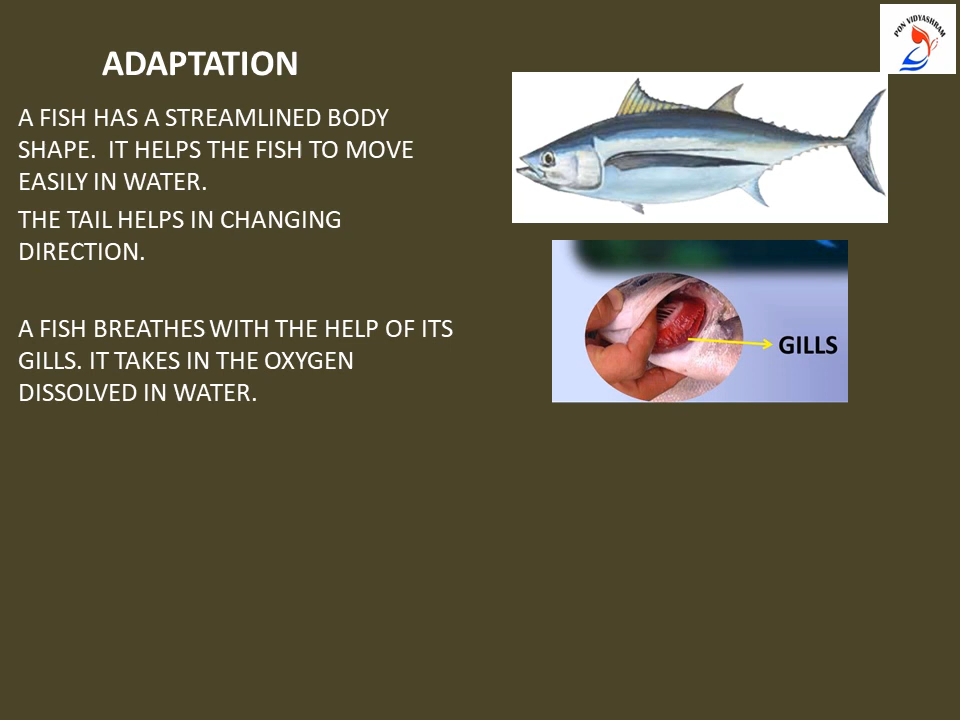 PON VIDYASHRAM
ADAPTATION
A FISH HAS A STREAMLINED BODY
SHAPE.  IT HELPS THE FISH TO MOVE
EASILY IN WATER.
THE TAIL HELPS IN CHANGING
DIRECTION.
A FISH BREATHES WITH THE HELP OF ITS
GILLS. IT TAKES IN THE OXYGEN
DISSOLVED IN WATER.
GILLS